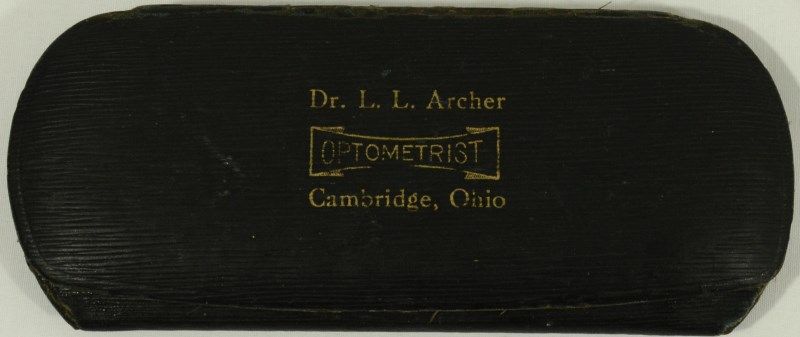 Dr. L. L. Archer
OPTOMETRIST
Cambridge, Ohio